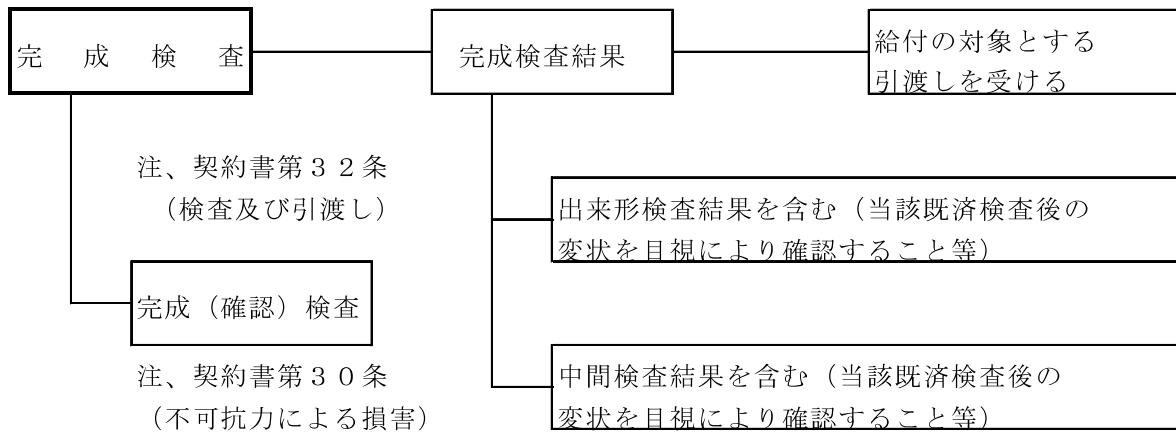 完　成　検　査
完成検査結果
給付の対象とする
引渡しを受ける
注、契約書第３２条
（検査及び引渡し）
出来形検査結果を含む（当該既済検査後の
変状を目視により確認すること等）
完成（確認）検査
注、契約書第３０条
（不可抗力による損害）
中間検査結果を含む（当該既済検査後の
変状を目視により確認すること等）